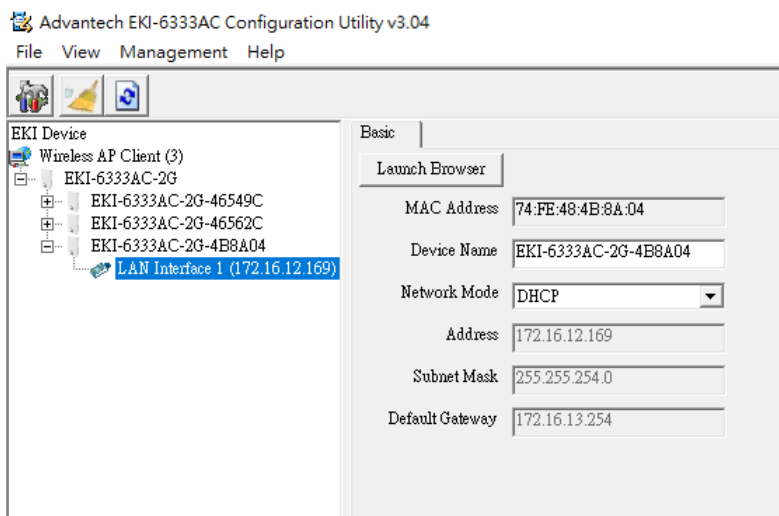 Advantech EKI-6333AC Configuration Utility v3.04
File View Management Help
EKI Device
Wireless AP Client (3)
EKI-6333AC-2G
EKI-6333AC-2G-46549C
EKI-6333AC-2G-46562C
EKI-6333AC-2G-4B8A04
LAN Interface 1 (172.16.12.169)
Basic
Launch Browser
MAC Address 74:FE:48:4B:8A:04
Device Name EKI-6333AC-2G-4B8A04
Network Mode DHCP
Address 172.16.12.169
Subnet Mask 255.255.254.0
Default Gateway 172.16.13.254